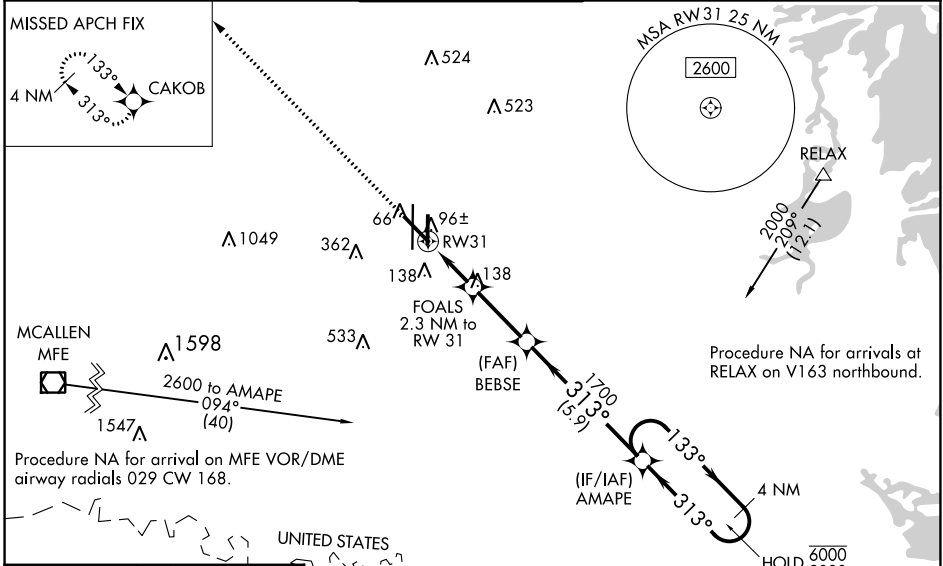 MISSED APCH FIX
133°
4 NM
CAKOB
313°
524
523
MSA RW31 25 NM
2600
RELAX
2000
209°
(12.1)
66
96±
RW31
1049
362
138
138
FOALS
2.3 NM to
RW 31
MCALLEN
MFE
1598
533
(FAF)
BEBSE
Procedure NA for arrivals at
RELAX on V163 northbound.
2600 to AMAPE
094°
(40)
1700
313°
(5.9)
1547
133°
Procedure NA for arrival on MFE VOR/DME
airway radials 029 CW 168.
(IF/IAF)
AMAPE
4 NM
313°
UNITED STATES
HOLD 6000